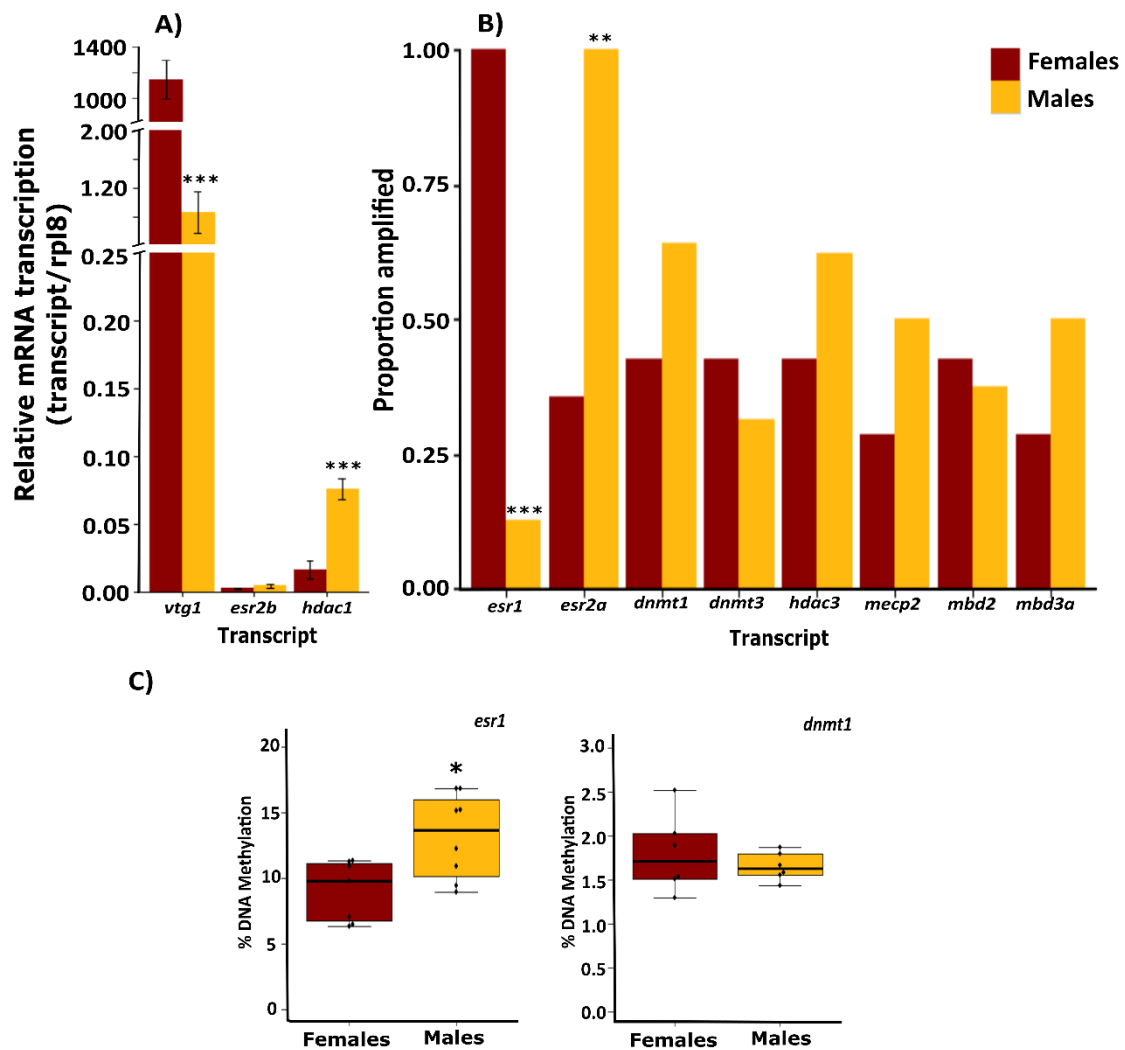 A)
Relative mRNA transcription
(transcript/rpl8)
1400
1000
2.00
1.20
0.25
0.20
0.15
0.10
0.05
0.00
***
***
vtg1 esr2b hdac1
Transcript
B)
Females
Males
Proportion amplified
1.00
0.75
0.50
0.25
0.00
**
***
esr1 esr2a dnmt1 dnmt3 hdac3 mecp2 mbd2 mbd3a
Transcript
C)
esr1
% DNA Methylation
20
15
10
5
0
*
Females Males
dnmt1
% DNA Methylation
3.0
2.5
2.0
1.5
1.0
0.5
0.0
Females Males